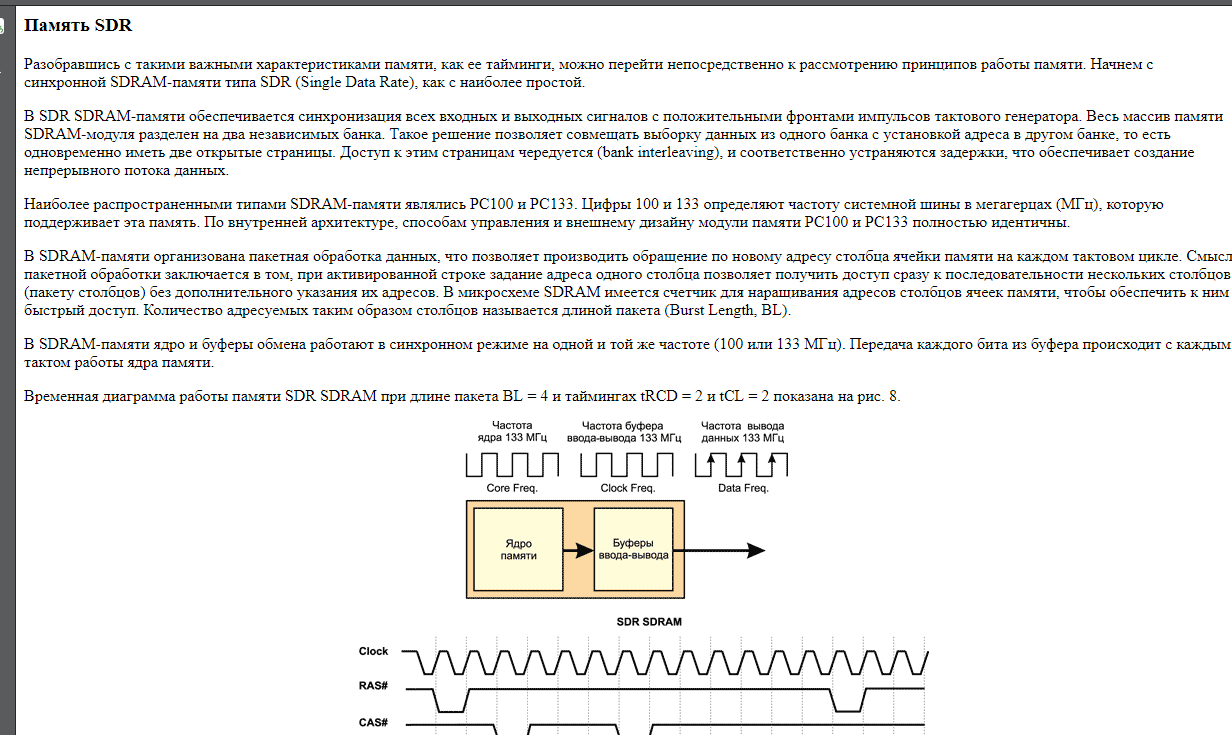 Память SDR
Разобравшись с такими важными характеристиками памяти, как ее тайминги, можно перейти непосредственно к рассмотрению принципов работы памяти. Начнем с
синхронной SDRAM-памяти типа SDR (Single Data Rate), как с наиболее простой.
В SDR SDRAM-памяти обеспечивается синхронизация всех входных и выходных сигналов с положительными фронтами импульсов тактового генератора. Весь массив памяти
SDRAM-модуля разделен на два независимых банка. Такое решение позволяет совмещать выборку данных из одного банка с установкой адреса в другом банке, то есть
одновременно иметь две открытые страницы. Доступ к этим страницам чередуется (bank interleaving), и соответственно устраняются задержки, что обеспечивает создание
непрерывного потока данных.
Наиболее распространенными типами SDRAM-памяти являлись PC100 и PC133. Цифры 100 и 133 определяют частоту системной шины в мегагерцах (МГц), которую
поддерживает эта память. По внутренней архитектуре, способам управления и внешнему дизайну модули памяти PC100 и PC133 полностью идентичны.
В SDRAM-памяти организована пакетная обработка данных, что позволяет производить обращение по новому адресу столбца ячейки памяти на каждом тактовом цикле. Смысл
пакетной обработки заключается в том, при активированной строке задание адреса одного столбца позволяет получить доступ сразу к последовательности нескольких столбцов
(пакету столбцов) без дополнительного указания их адресов. В микросхеме SDRAM имеется счетчик для наращивания адресов столбцов ячеек памяти, чтобы обеспечить к ним
быстрый доступ. Количество адресуемых таким образом столбцов называется длиной пакета (Burst Length, BL).
В SDRAM-памяти ядро и буферы обмена работают в синхронном режиме на одной и той же частоте (100 или 133 МГц). Передача каждого бита из буфера происходит с каждым
тактом работы ядра памяти.
Временная диаграмма работы памяти SDR SDRAM при длине пакета BL = 4 и таймингах tRCD = 2 и tCL = 2 показана на рис. 8.
Частота
ядра 133 МГц
Частота буфера
ввода-вывода 133 МГц
Частота вывода
данных 133 МГц
Core Freq.
Clock Freq.
Data Freq.
Ядро
памяти
Буферы
ввода-вывода
SDR SDRAM
Clock
RAS#
CAS#